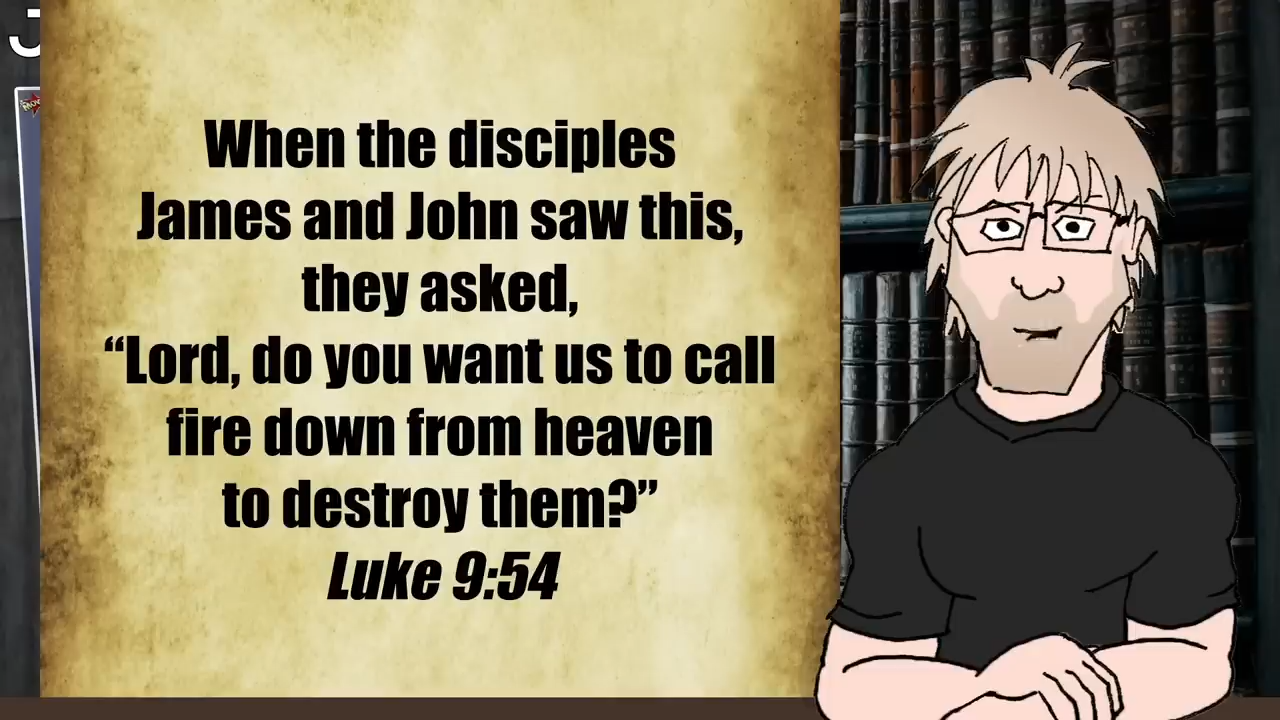 When the disciples
James and John saw this,
they asked,
“Lord, do you want us to call
fire down from heaven
to destroy them?”
Luke 9:54